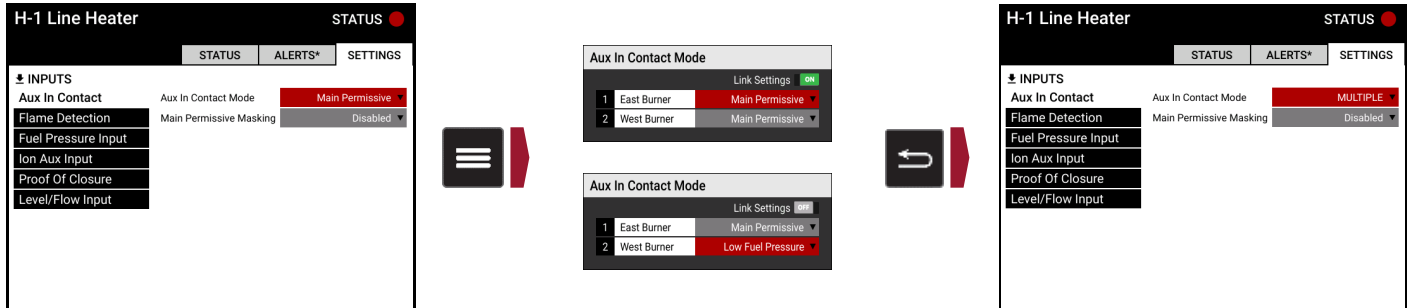 H-1 Line Heater
STATUS
STATUS
ALERTS*
SETTINGS
INPUTS
Aux In Contact
Aux In Contact Mode
Main Permissive
Flame Detection
Main Permissive Masking
Disabled
Fuel Pressure Input
Ion Aux Input
Proof Of Closure
Level/Flow Input
Aux In Contact Mode
Link Settings ON
1 East Burner Main Permissive
2 West Burner Main Permissive
Aux In Contact Mode
Link Settings OFF
1 East Burner Main Permissive
2 West Burner Low Fuel Pressure
H-1 Line Heater
STATUS
STATUS
ALERTS*
SETTINGS
INPUTS
Aux In Contact
Aux In Contact Mode
MULTIPLE
Flame Detection
Main Permissive Masking
Disabled
Fuel Pressure Input
Ion Aux Input
Proof Of Closure
Level/Flow Input